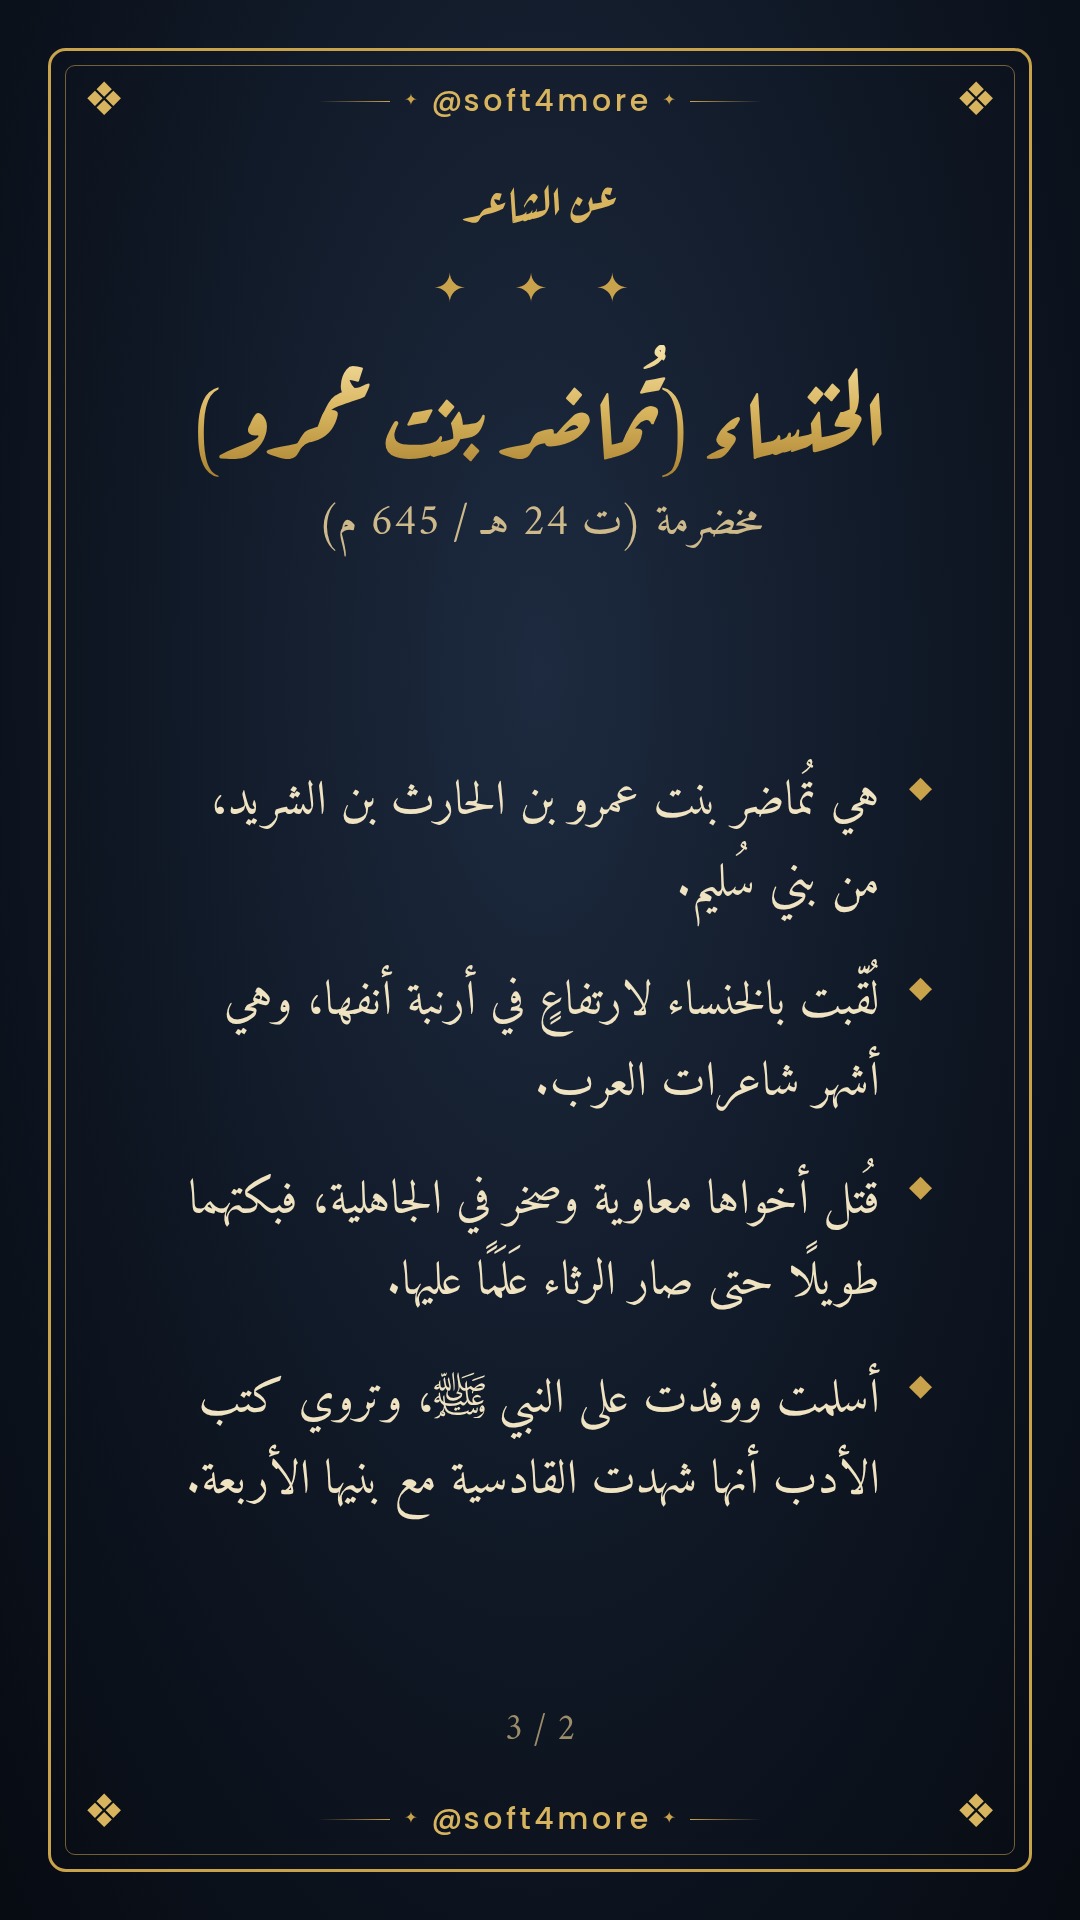 @soft4more
عن الشاعر
الخنساء (تُماضر بنت عمرو)
مخضرمة (ت 24 هـ / 645 م)
هي تُماضر بنت عمرو بن الحارث بن الشريد،
من بني سُليم.
لُقّبت بالخنساء لارتفاعٍ في أرنبة أنفها، وهي
أشهر شاعرات العرب.
قُتل أخواها معاوية وصخر في الجاهلية، فبكتهما
طويلًا حتى صار الرثاء عَلَمًا عليها.
أسلمت ووفدت على النبي ﷺ، وتروي كتب
الأدب أنها شهدت القادسية مع بنيها الأربعة.
2 / 3
@soft4more